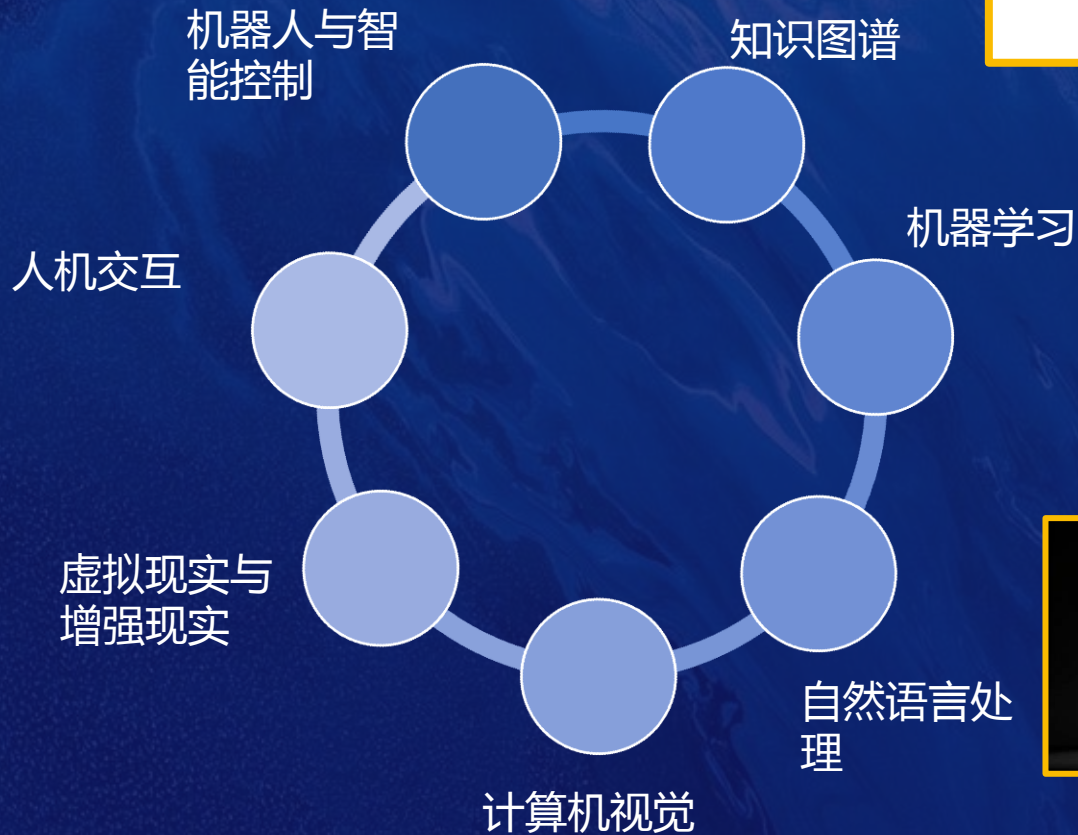 机器人与智
能控制
知识图谱
机器学习
人机交互
虚拟现实与
增强现实
自然语言处
理
计算机视觉